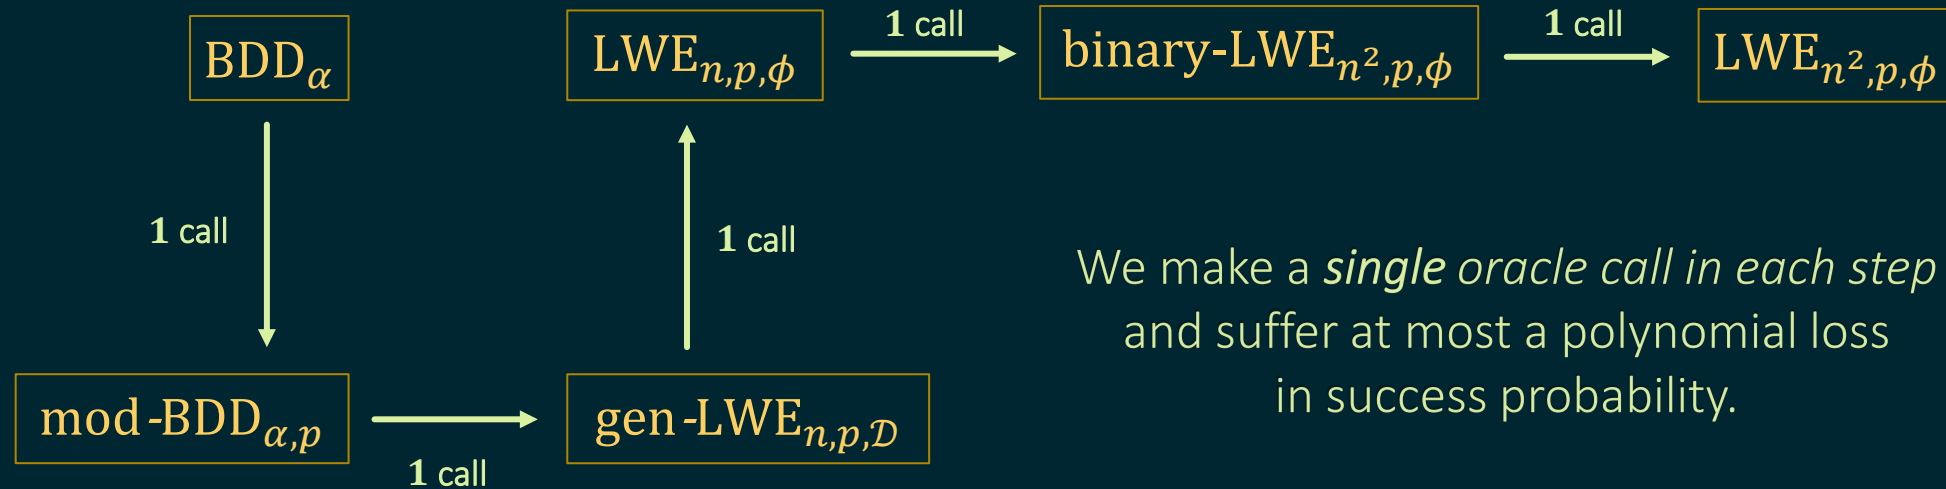 BDD_α
LWE_{n,p,ϕ}
1 call
binary-LWE_{n²,p,ϕ}
1 call
LWE_{n²,p,ϕ}
1 call
1 call
We make a single oracle call in each step
and suffer at most a polynomial loss
in success probability.
mod-BDD_{α,p}
1 call
gen-LWE_{n,p,𝒟}